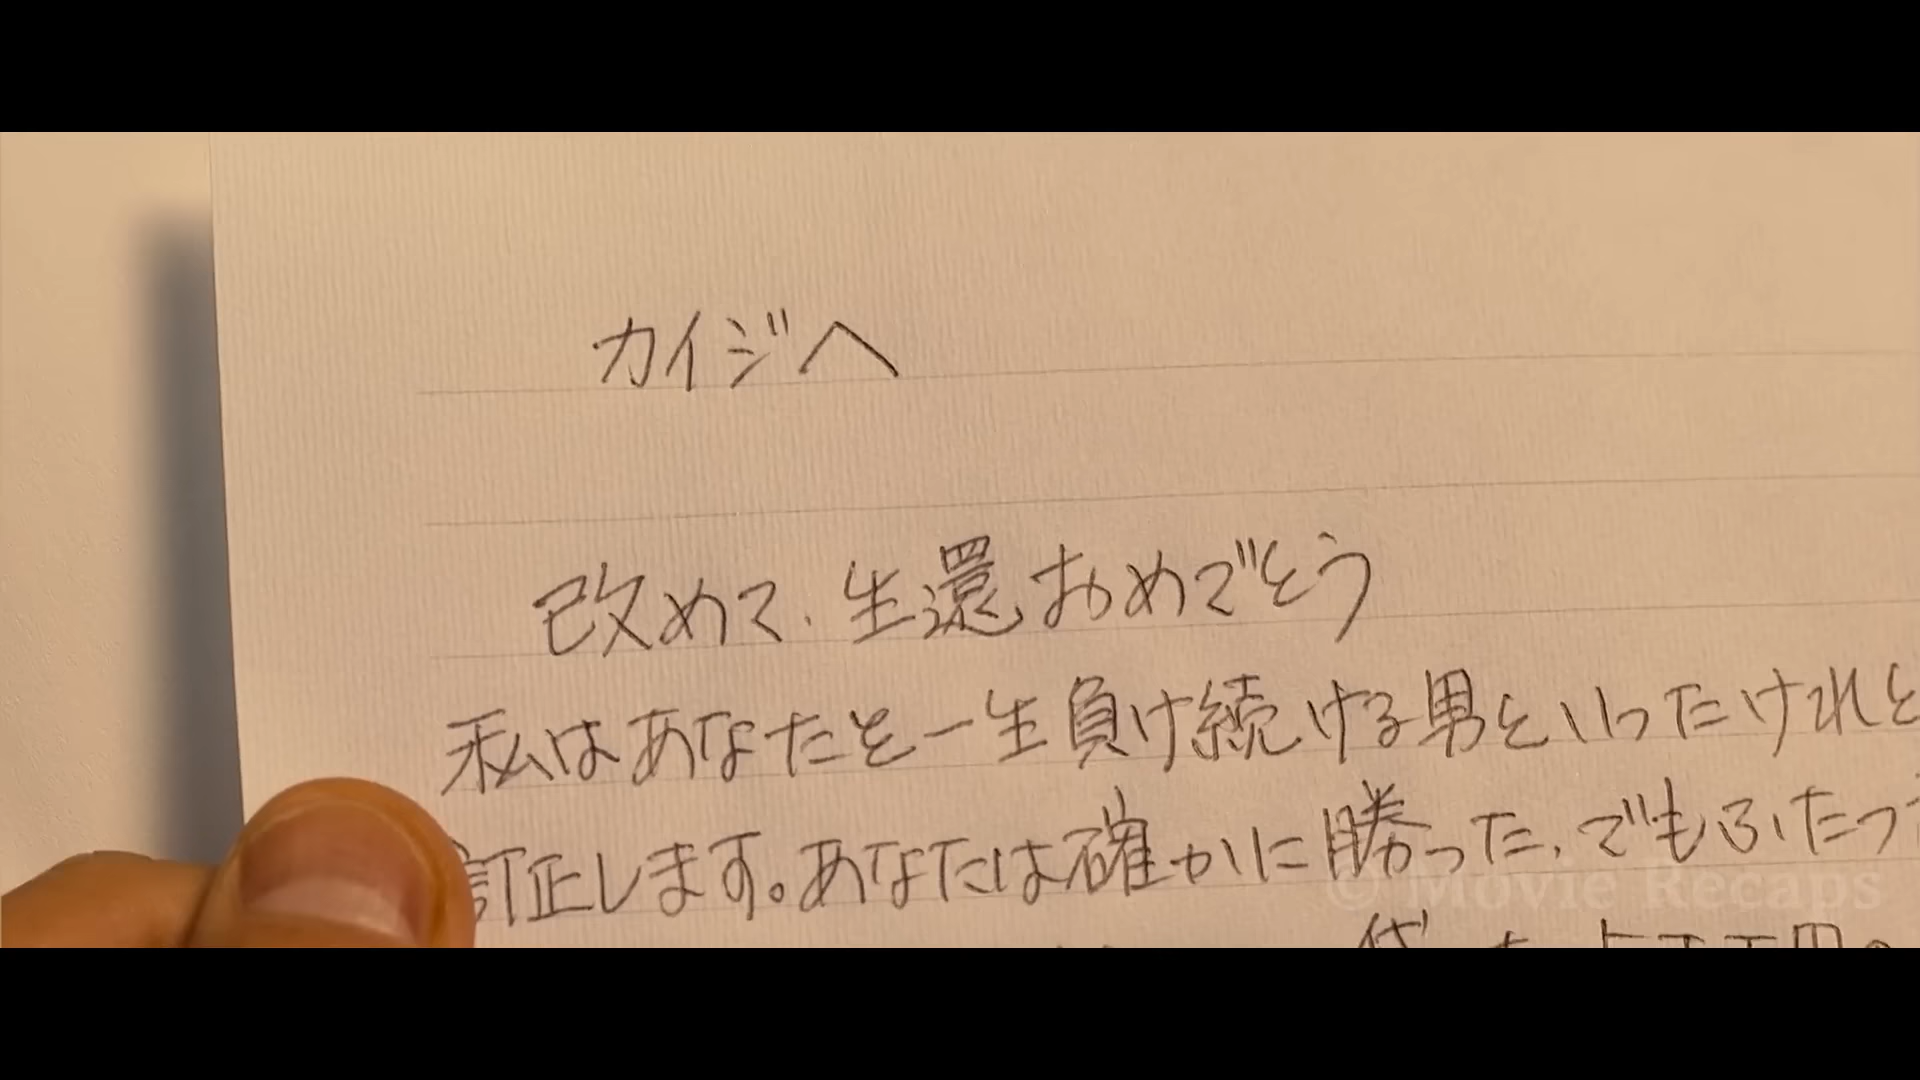 カイジへ
改めて、生還おめでとう
私はあなたを一生負け続ける男といったけれど
訂正します。あなたは確かに勝った、でもふたつ
© Movie Recaps